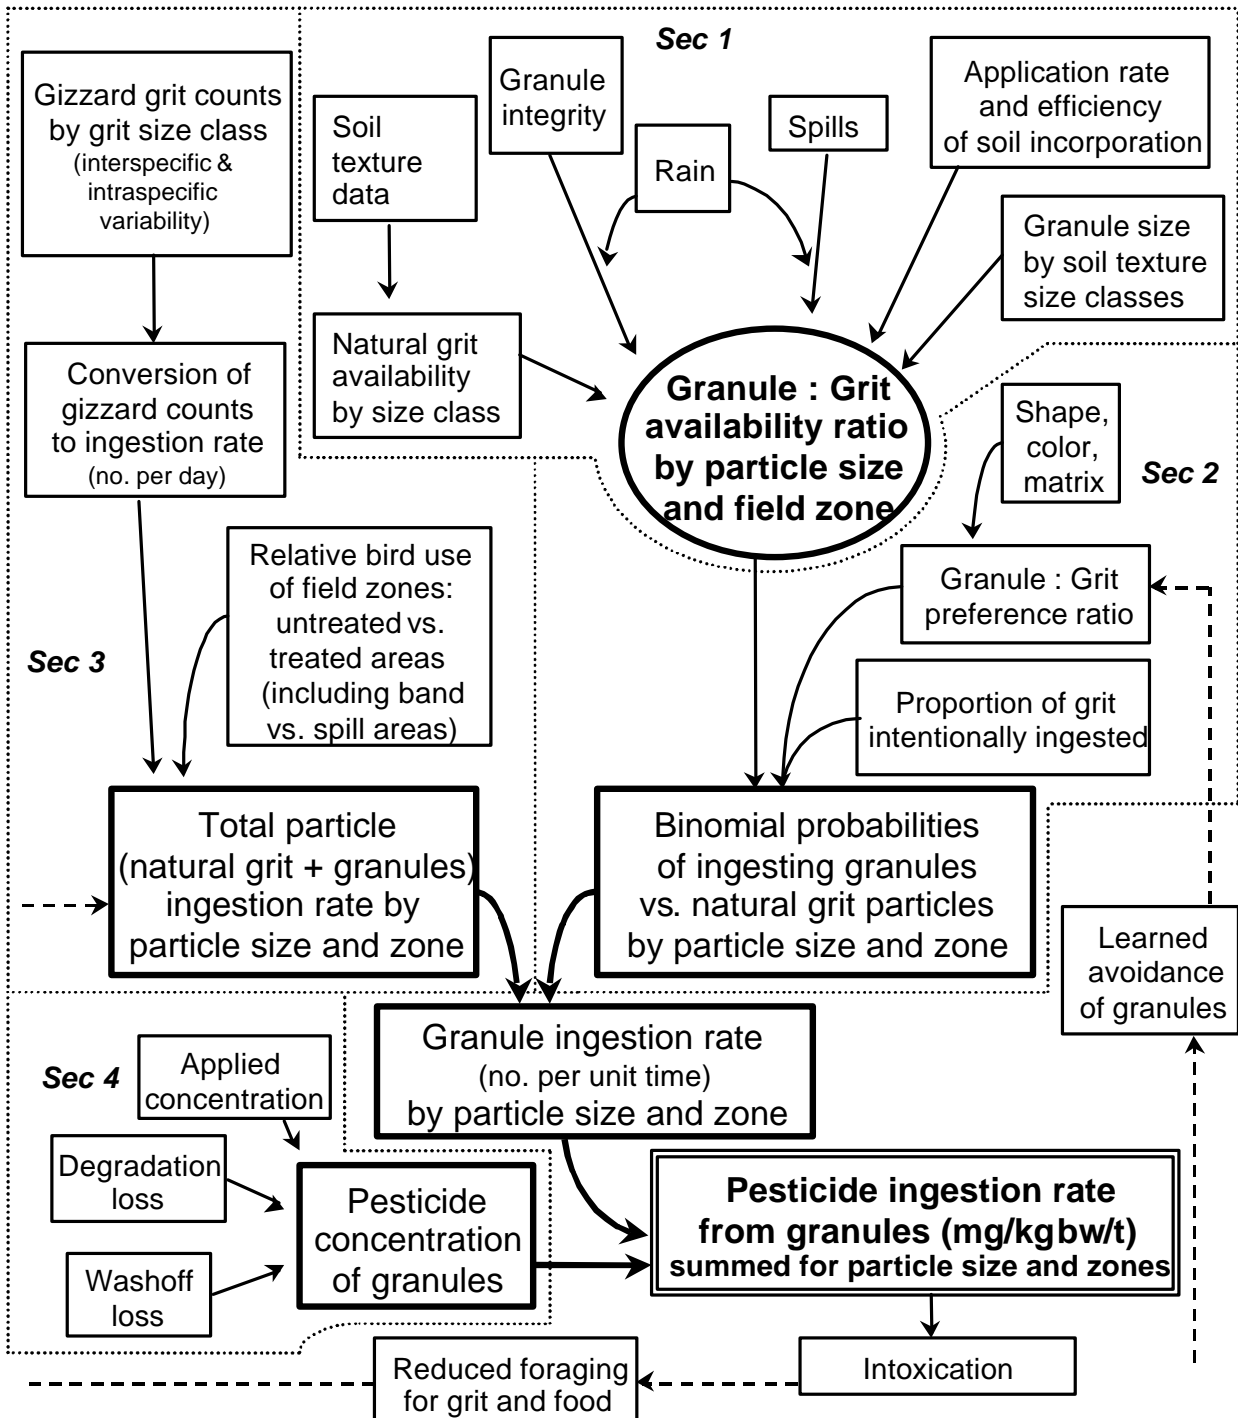 Sec 1
Gizzard grit counts
by grit size class
(interspecific &
intraspecific
variability)
Soil
texture
data
Granule
integrity
Rain
Spills
Application rate
and efficiency
of soil incorporation
Granule size
by soil texture
size classes
Natural grit
availability
by size class
Granule : Grit
availability ratio
by particle size
and field zone
Conversion of
gizzard counts
to ingestion rate
(no. per day)
Shape,
color,
matrix
Sec 2
Granule : Grit
preference ratio
Relative bird use
of field zones:
untreated vs.
treated areas
(including band
vs. spill areas)
Sec 3
Proportion of grit
intentionally ingested
Total particle
(natural grit + granules)
ingestion rate by
particle size and zone
Binomial probabilities
of ingesting granules
vs. natural grit particles
by particle size and zone
Learned
avoidance
of granules
Granule ingestion rate
(no. per unit time)
by particle size and zone
Sec 4
Applied
concentration
Degradation
loss
Washoff
loss
Pesticide
concentration
of granules
Pesticide ingestion rate
from granules (mg/kgbw/t)
summed for particle size and zones
Intoxication
Reduced foraging
for grit and food